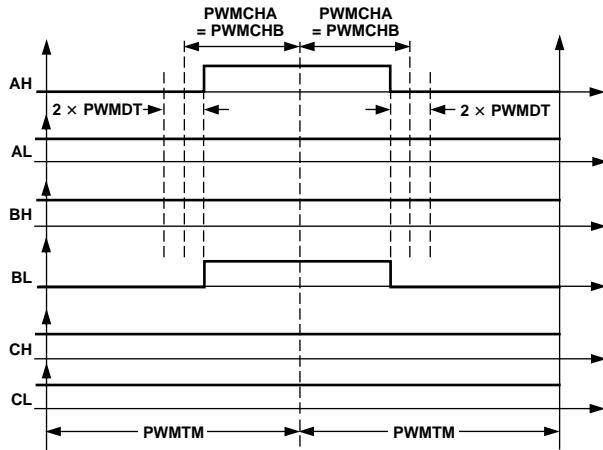 PWMCHA
= PWMCHB
PWMCHA
= PWMCHB
AH
2 × PWMDT
2 × PWMDT
AL
BH
BL
CH
CL
PWMTM
PWMTM